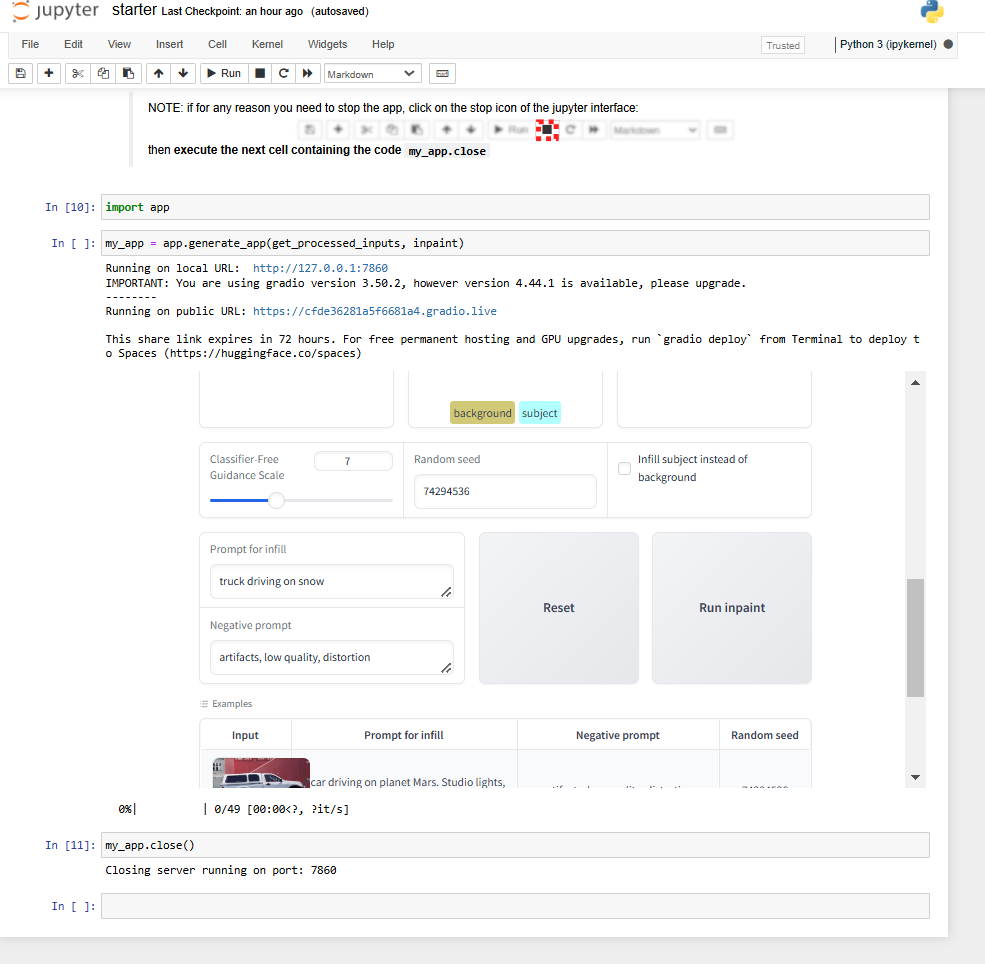 jupyter starter Last Checkpoint: an hour ago (autosaved)
File Edit View Insert Cell Kernel Widgets Help Trusted Python 3 (ipykernel)
Run Markdown
NOTE: if for any reason you need to stop the app, click on the stop icon of the jupyter interface:
Run Markdown
then execute the next cell containing the code my_app.close
In [10]: import app
In [ ]: my_app = app.generate_app(get_processed_inputs, inpaint)
Running on local URL:  http://127.0.0.1:7860
IMPORTANT: You are using gradio version 3.50.2, however version 4.44.1 is available, please upgrade.
--------
Running on public URL: https://cfde36281a5f6681a4.gradio.live
This share link expires in 72 hours. For free permanent hosting and GPU upgrades, run `gradio deploy` from Terminal to deploy t
o Spaces (https://huggingface.co/spaces)
background subject
Classifier-Free
Guidance Scale
7
Random seed
74294536
Infill subject instead of
background
Prompt for infill
truck driving on snow
Negative prompt
artifacts, low quality, distortion
Reset
Run inpaint
Examples
Input Prompt for infill Negative prompt Random seed
car driving on planet Mars. Studio lights,
0%| | 0/49 [00:00<?, ?it/s]
In [11]: my_app.close()
Closing server running on port: 7860
In [ ]: